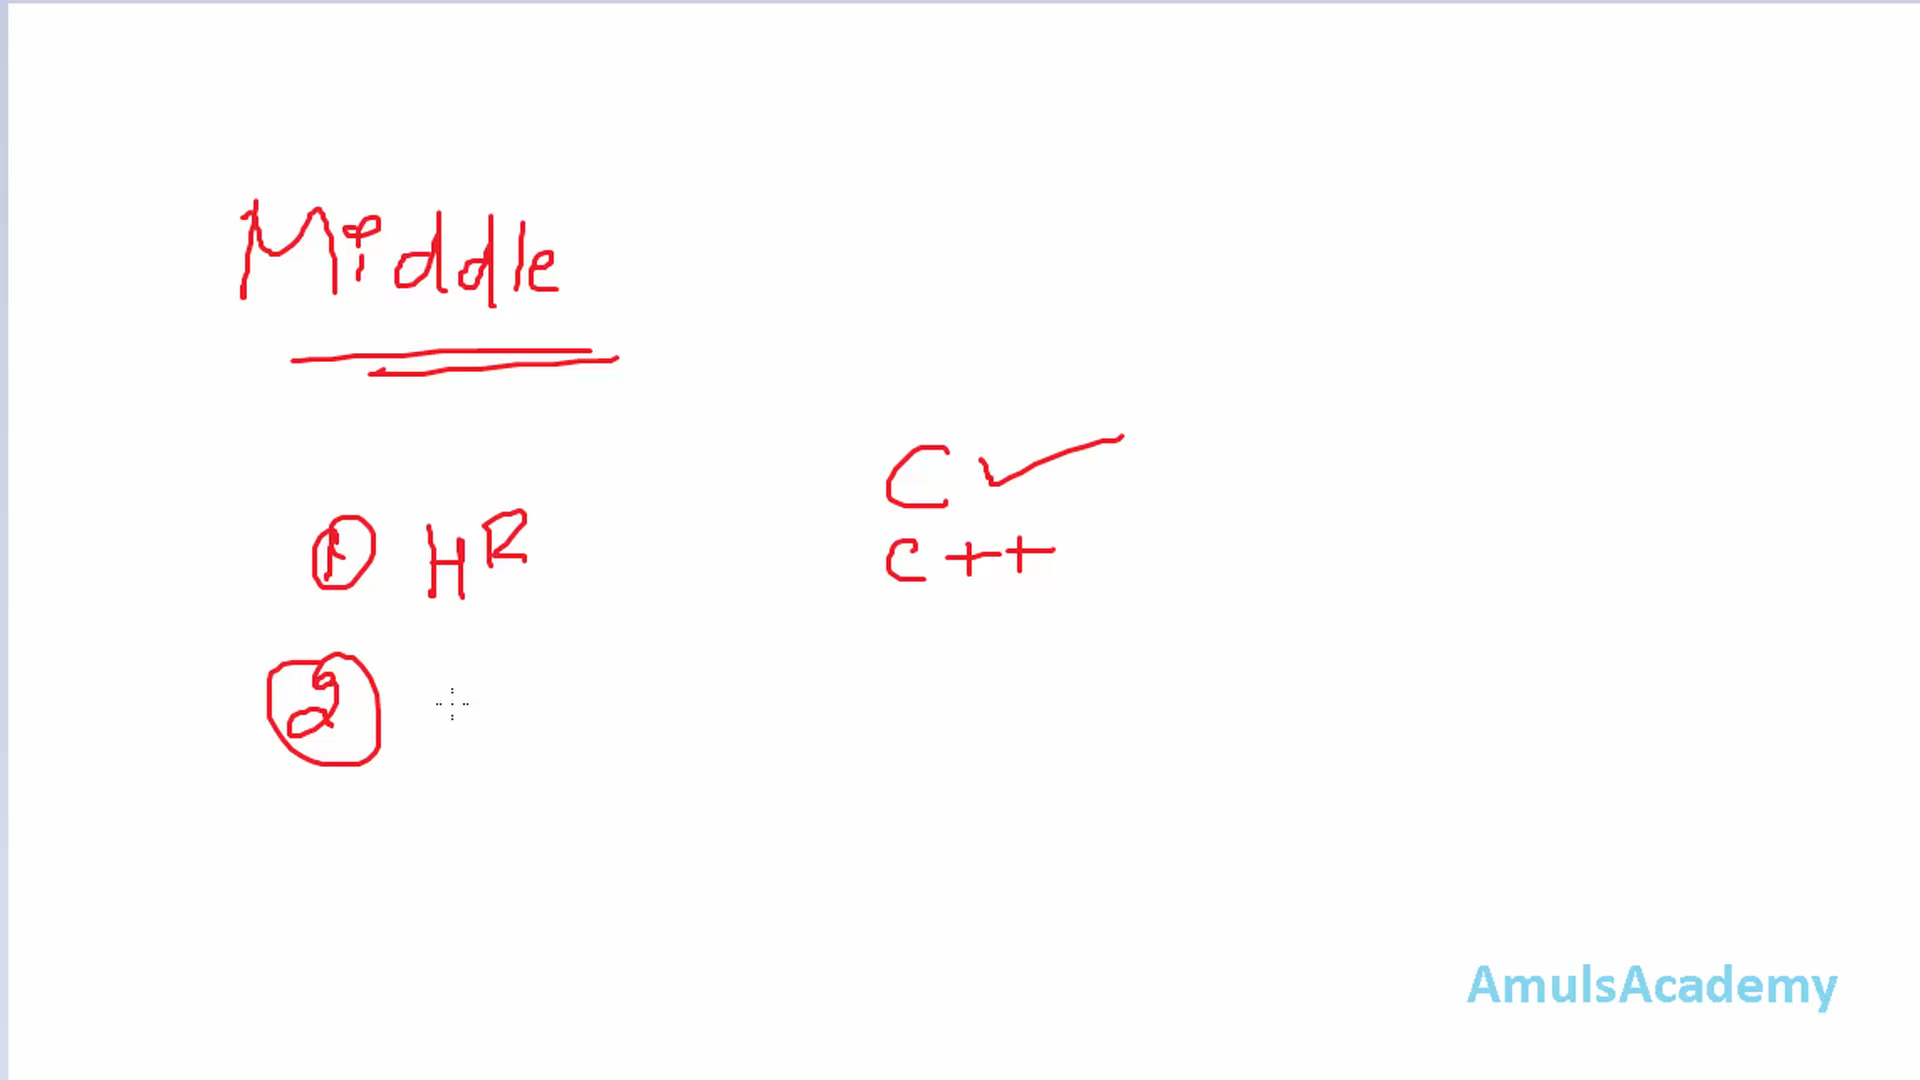 Middle
C ✓
C++
① HR
②
AmulsAcademy